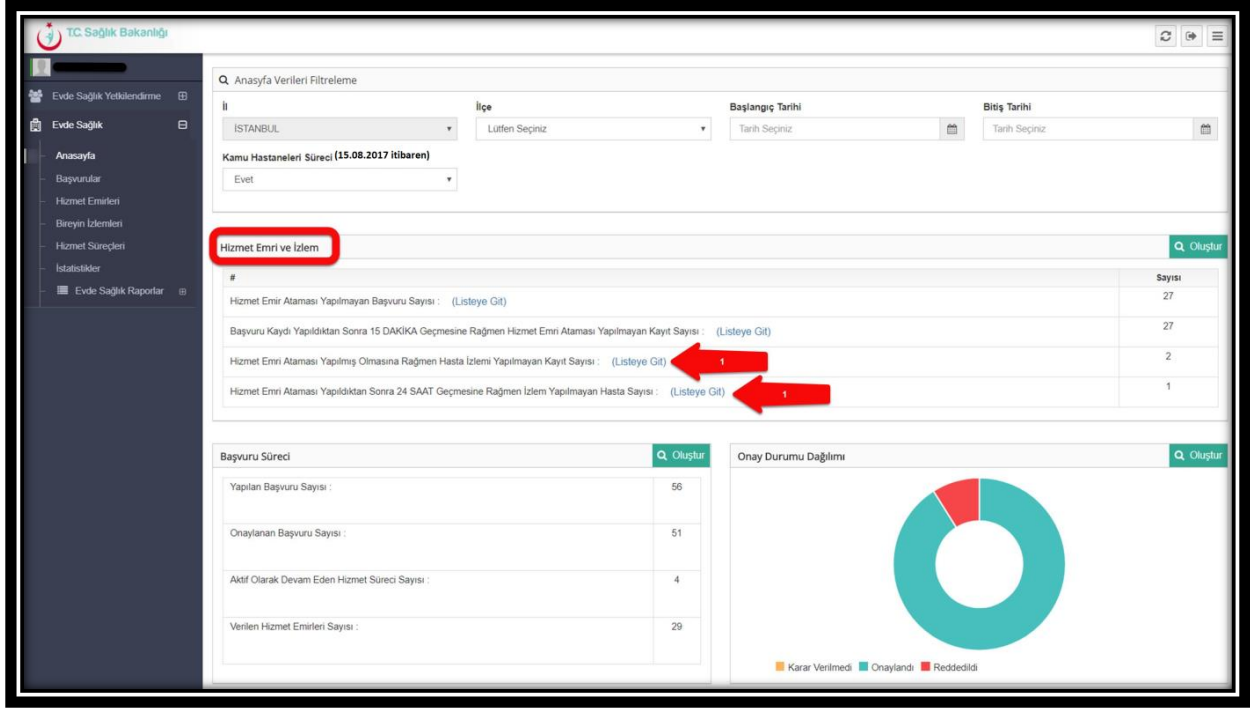 T.C. Sağlık Bakanlığı
Evde Sağlık Yetkilendirme
Evde Sağlık
Anasayfa
Başvurular
Hizmet Emirleri
Bireyin İzlemleri
Hizmet Süreçleri
İstatistikler
Evde Sağlık Raporlar
Anasyfa Verileri Filtreleme
İl
İlçe
Başlangıç Tarihi
Bitiş Tarihi
İSTANBUL
Lütfen Seçiniz
Tarih Seçiniz
Tarih Seçiniz
Kamu Hastaneleri Süreci (15.08.2017 itibaren)
Evet
Hizmet Emri ve İzlem
Oluştur
#
Sayısı
Hizmet Emir Ataması Yapılmayan Başvuru Sayısı : (Listeye Git)
27
Başvuru Kaydı Yapıldıktan Sonra 15 DAKİKA Geçmesine Rağmen Hizmet Emri Ataması Yapılmayan Kayıt Sayısı : (Listeye Git)
27
Hizmet Emri Ataması Yapılmış Olmasına Rağmen Hasta İzlemi Yapılmayan Kayıt Sayısı : (Listeye Git)
1
2
Hizmet Emri Ataması Yapıldıktan Sonra 24 SAAT Geçmesine Rağmen İzlem Yapılmayan Hasta Sayısı : (Listeye Git)
1
1
Başvuru Süreci
Oluştur
Yapılan Başvuru Sayısı :
56
Onaylanan Başvuru Sayısı :
51
Aktif Olarak Devam Eden Hizmet Süreci Sayısı :
4
Verilen Hizmet Emirleri Sayısı :
29
Onay Durumu Dağılımı
Oluştur
Karar Verilmedi
Onaylandı
Reddedildi